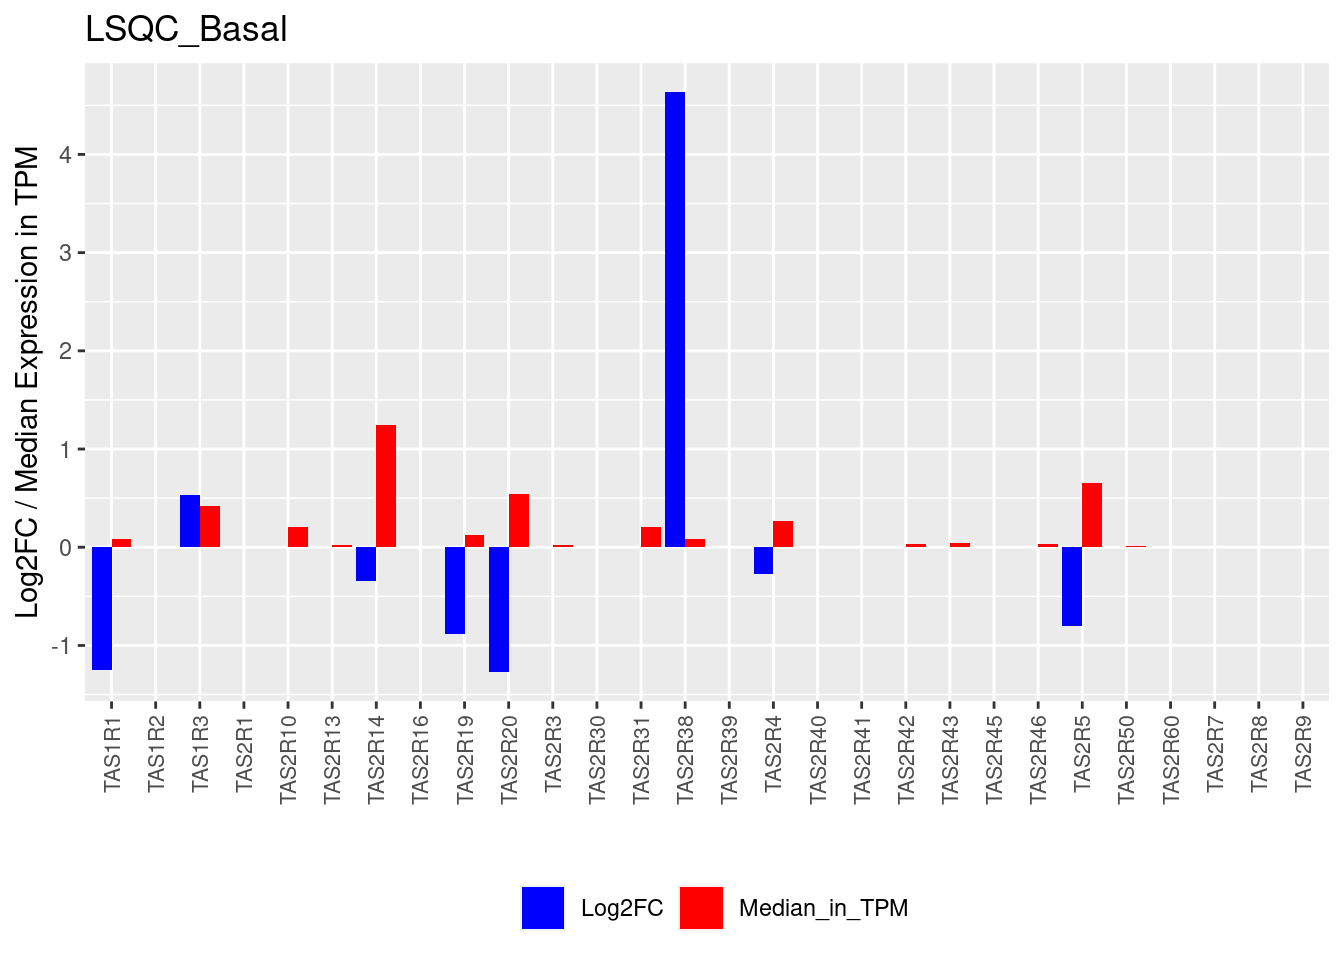 LSQC_Basal
Log2FC / Median Expression in TPM
4
3
2
1
0
-1
TAS1R1
TAS1R2
TAS1R3
TAS2R1
TAS2R10
TAS2R13
TAS2R14
TAS2R16
TAS2R19
TAS2R20
TAS2R3
TAS2R30
TAS2R31
TAS2R38
TAS2R39
TAS2R4
TAS2R40
TAS2R41
TAS2R42
TAS2R43
TAS2R45
TAS2R46
TAS2R5
TAS2R50
TAS2R60
TAS2R7
TAS2R8
TAS2R9
Log2FC
Median_in_TPM